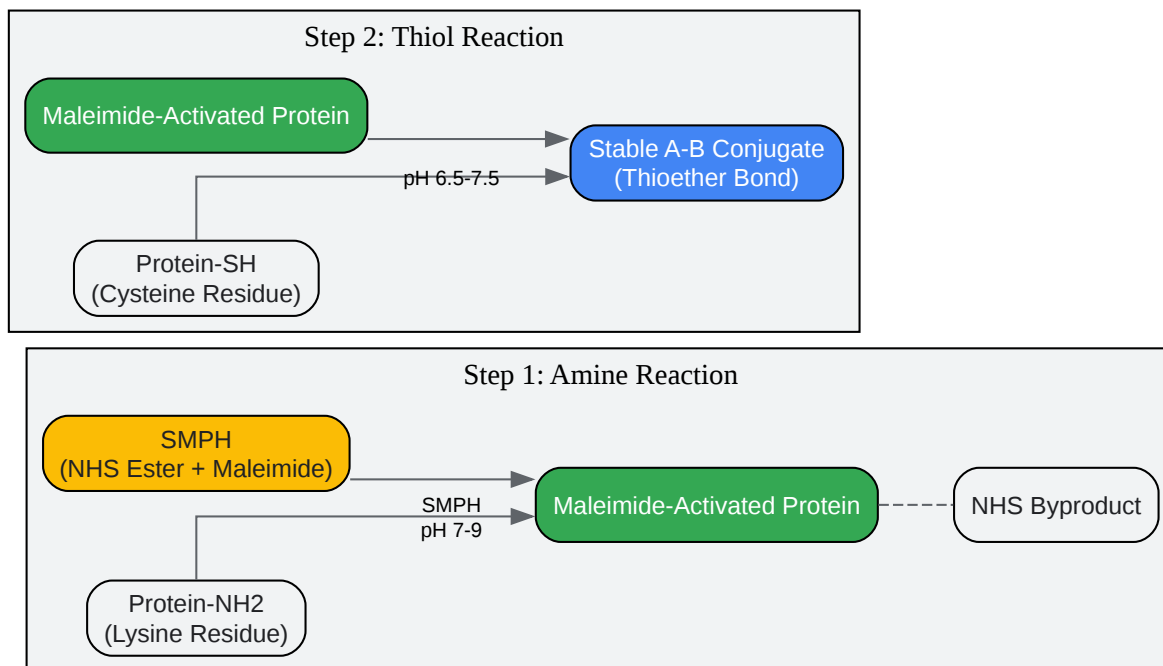 Step 2: Thiol Reaction
Maleimide-Activated Protein
Stable A-B Conjugate
(Thioether Bond)
pH 6.5-7.5
Protein-SH
(Cysteine Residue)
Step 1: Amine Reaction
SMPH
(NHS Ester + Maleimide)
SMPH
pH 7-9
Maleimide-Activated Protein
NHS Byproduct
Protein-NH2
(Lysine Residue)